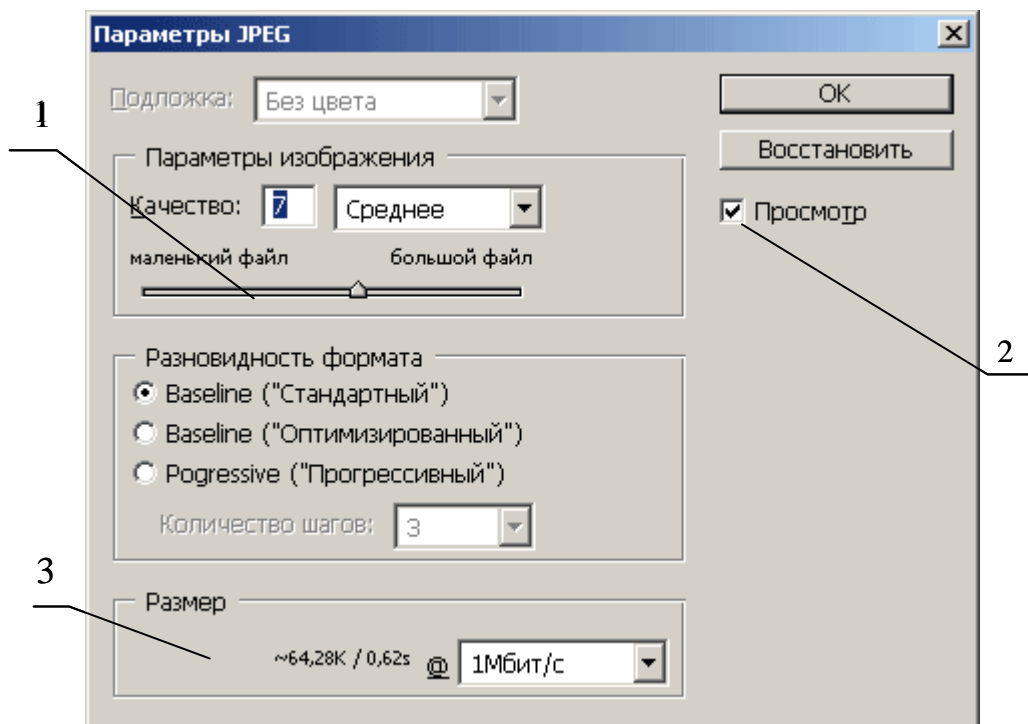 Параметры JPEG
Подложка: Без цвета
OK
1
Восстановить
Параметры изображения
Качество: 7 Среднее
Просмотр
маленький файл большой файл
2
Разновидность формата
Baseline ("Стандартный")
Baseline ("Оптимизированный")
Pogressive ("Прогрессивный")
Количество шагов: 3
3
Размер
~64,28K / 0,62s @ 1Мбит/с